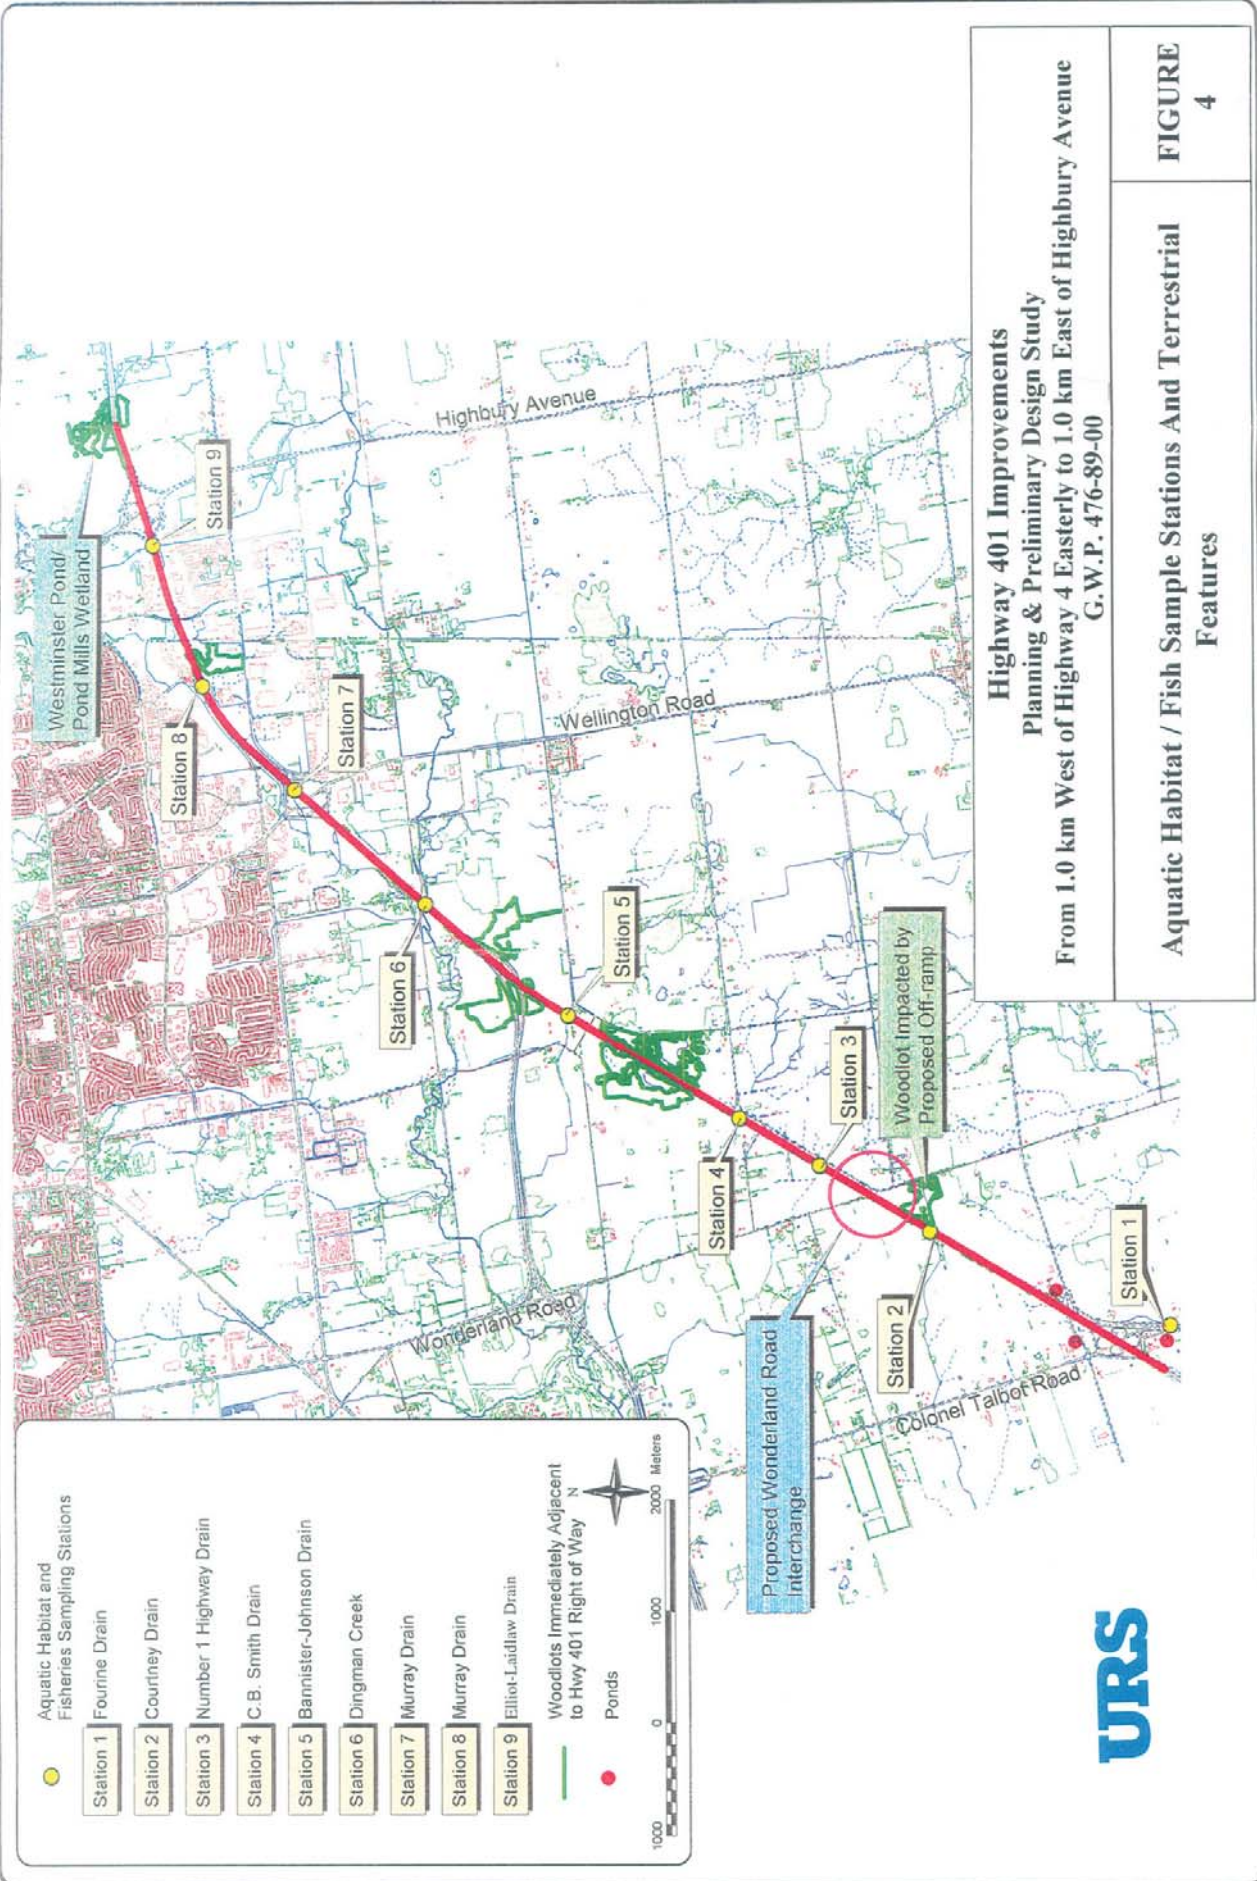 Aquatic Habitat and
Fisheries Sampling Stations
Station 1 Fourine Drain
Station 2 Courtney Drain
Station 3 Number 1 Highway Drain
Station 4 C.B. Smith Drain
Station 5 Bannister-Johnson Drain
Station 6 Dingman Creek
Station 7 Murray Drain
Station 8 Murray Drain
Station 9 Elliot-Laidlaw Drain
Woodlots Immediately Adjacent
to Hwy 401 Right of Way
N
Ponds
1000 0 1000 2000 Meters
Westminster Pond/
Pond Mills Wetland
Station 9
Station 8
Station 7
Highbury Avenue
Wellington Road
Station 6
Station 5
Wonderland Road
Station 4
Station 3
Woodlot Impacted by
Proposed Off-ramp
Proposed Wonderland Road
Interchange
Station 2
Colonel Talbot Road
Station 1
URS
Highway 401 Improvements
Planning & Preliminary Design Study
From 1.0 km West of Highway 4 Easterly to 1.0 km East of Highbury Avenue
G.W.P. 476-89-00
Aquatic Habitat / Fish Sample Stations And Terrestrial
Features
FIGURE
4